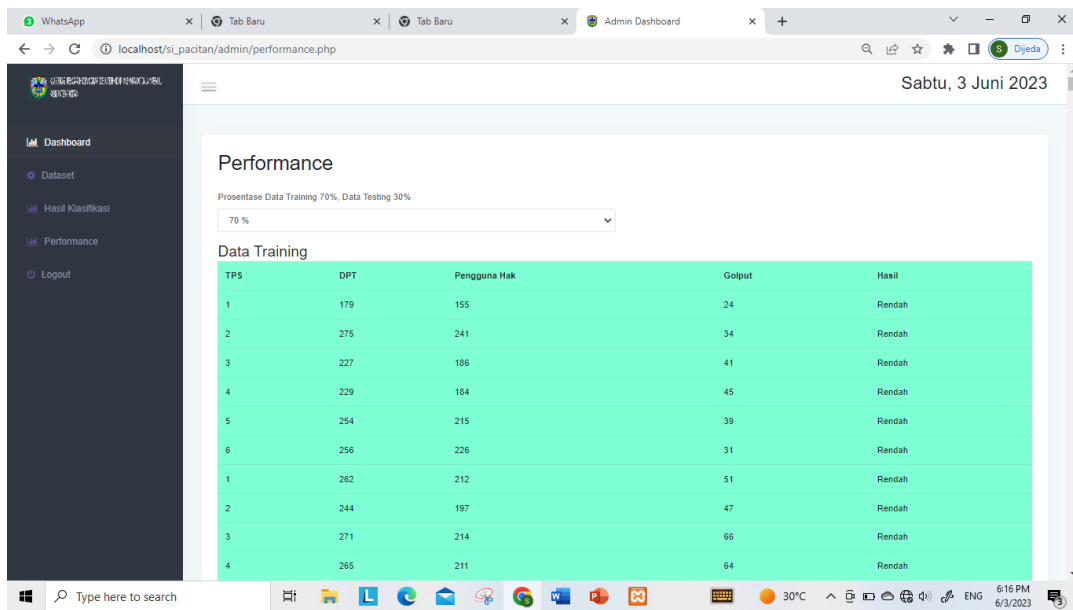 WhatsApp
Tab Baru
Tab Baru
Admin Dashboard
localhost/si_pacitan/admin/performance.php
S Dijeda
Sabtu, 3 Juni 2023
Dashboard
Dataset
Hasil Klasifikasi
Performance
Logout
Performance
Prosentase Data Training 70%, Data Testing 30%
70 %
Data Training
TPS DPT Pengguna Hak Golput Hasil
1 179 155 24 Rendah
2 275 241 34 Rendah
3 227 186 41 Rendah
4 229 184 45 Rendah
5 254 215 39 Rendah
6 256 226 31 Rendah
1 262 212 51 Rendah
2 244 197 47 Rendah
3 271 214 66 Rendah
4 265 211 64 Rendah
Type here to search
30°C
ENG
6:16 PM
6/3/2023